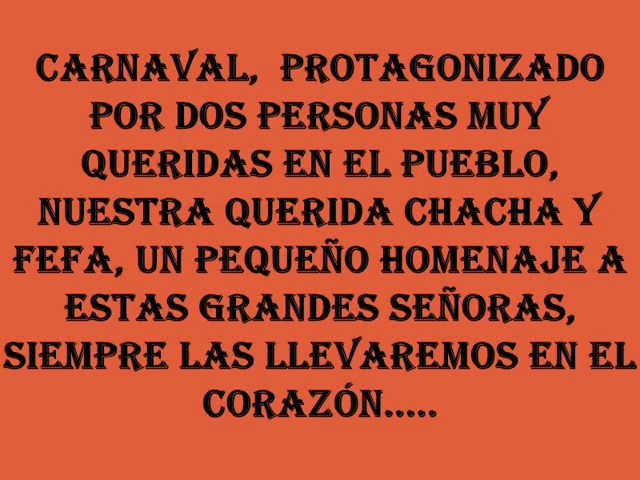 CARNAVAL, PROTAGONIZADO
POR DOS PERSONAS MUY
QUERIDAS EN EL PUEBLO,
NUESTRA QUERIDA CHACHA Y
FEFA, UN PEQUEÑO HOMENAJE A
ESTAS GRANDES SEÑORAS,
SIEMPRE LAS LLEVAREMOS EN EL
CORAZÓN.....